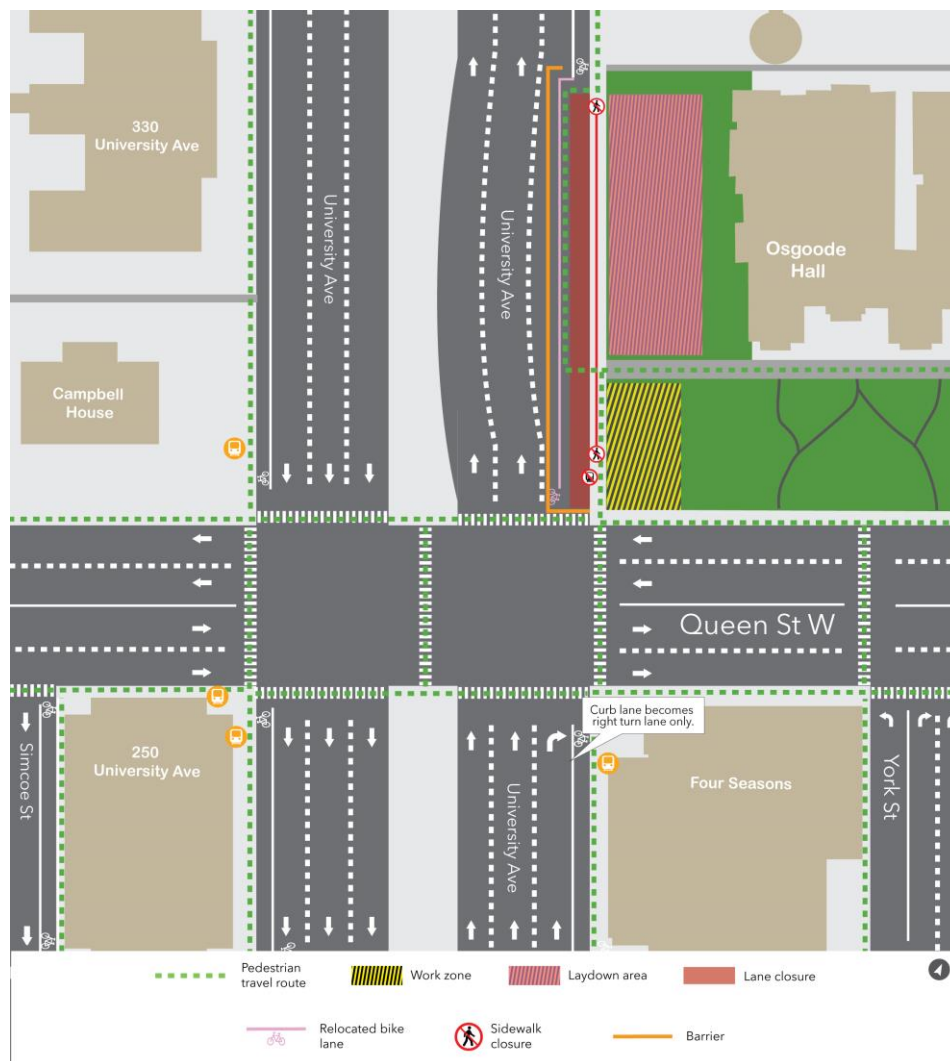 330
University Ave
University Ave
University Ave
Osgoode
Hall
Campbell
House
Queen St W
Curb lane becomes
right turn lane only.
Simcoe St
250
University Ave
University Ave
Four Seasons
York St
Pedestrian
travel route
Work zone
Laydown area
Lane closure
Relocated bike
lane
Sidewalk
closure
Barrier